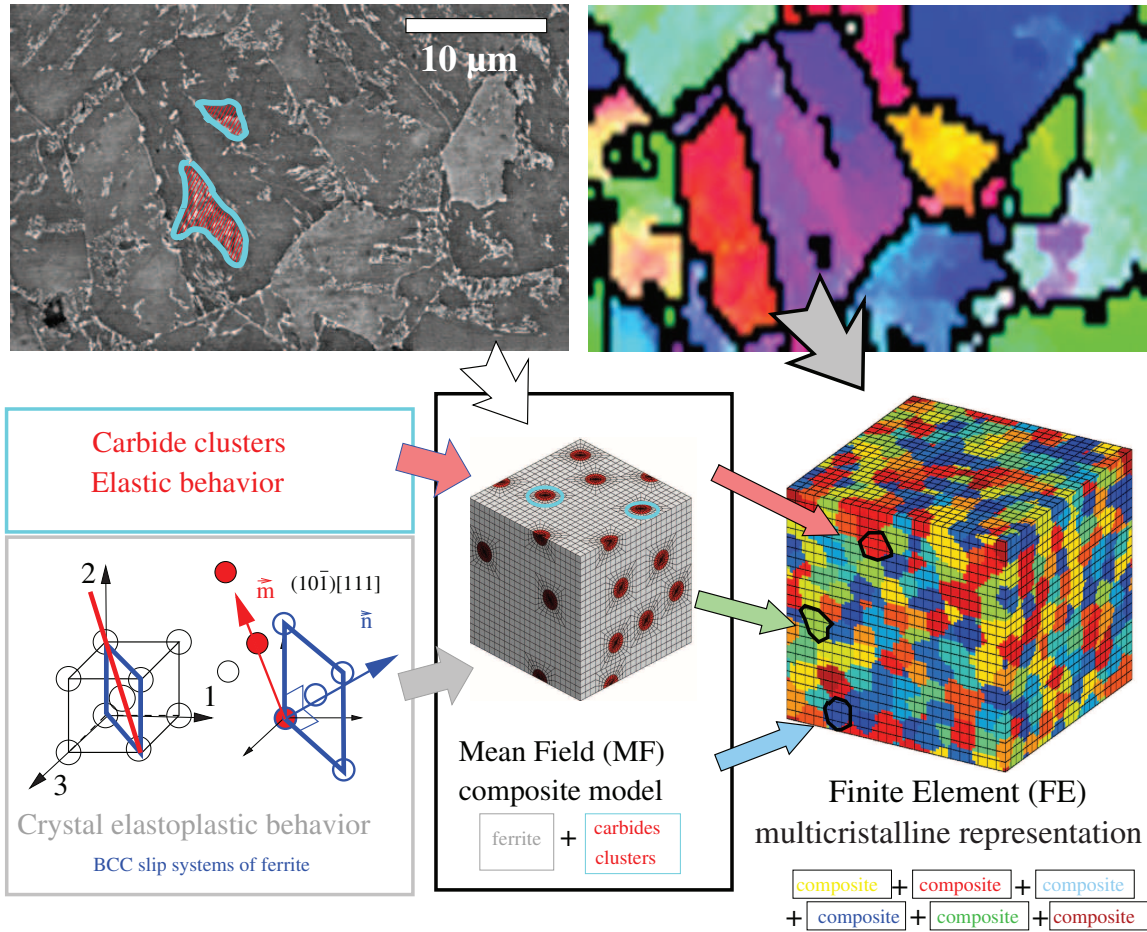 10 µm
Carbide clusters
Elastic behavior
2
1
3
m⃗
(101̄)[111]
n⃗
Crystal elastoplastic behavior
BCC slip systems of ferrite
Mean Field (MF)
composite model
ferrite + carbides
clusters
Finite Element (FE)
multicristalline representation
composite + composite + composite
+ composite + composite + composite